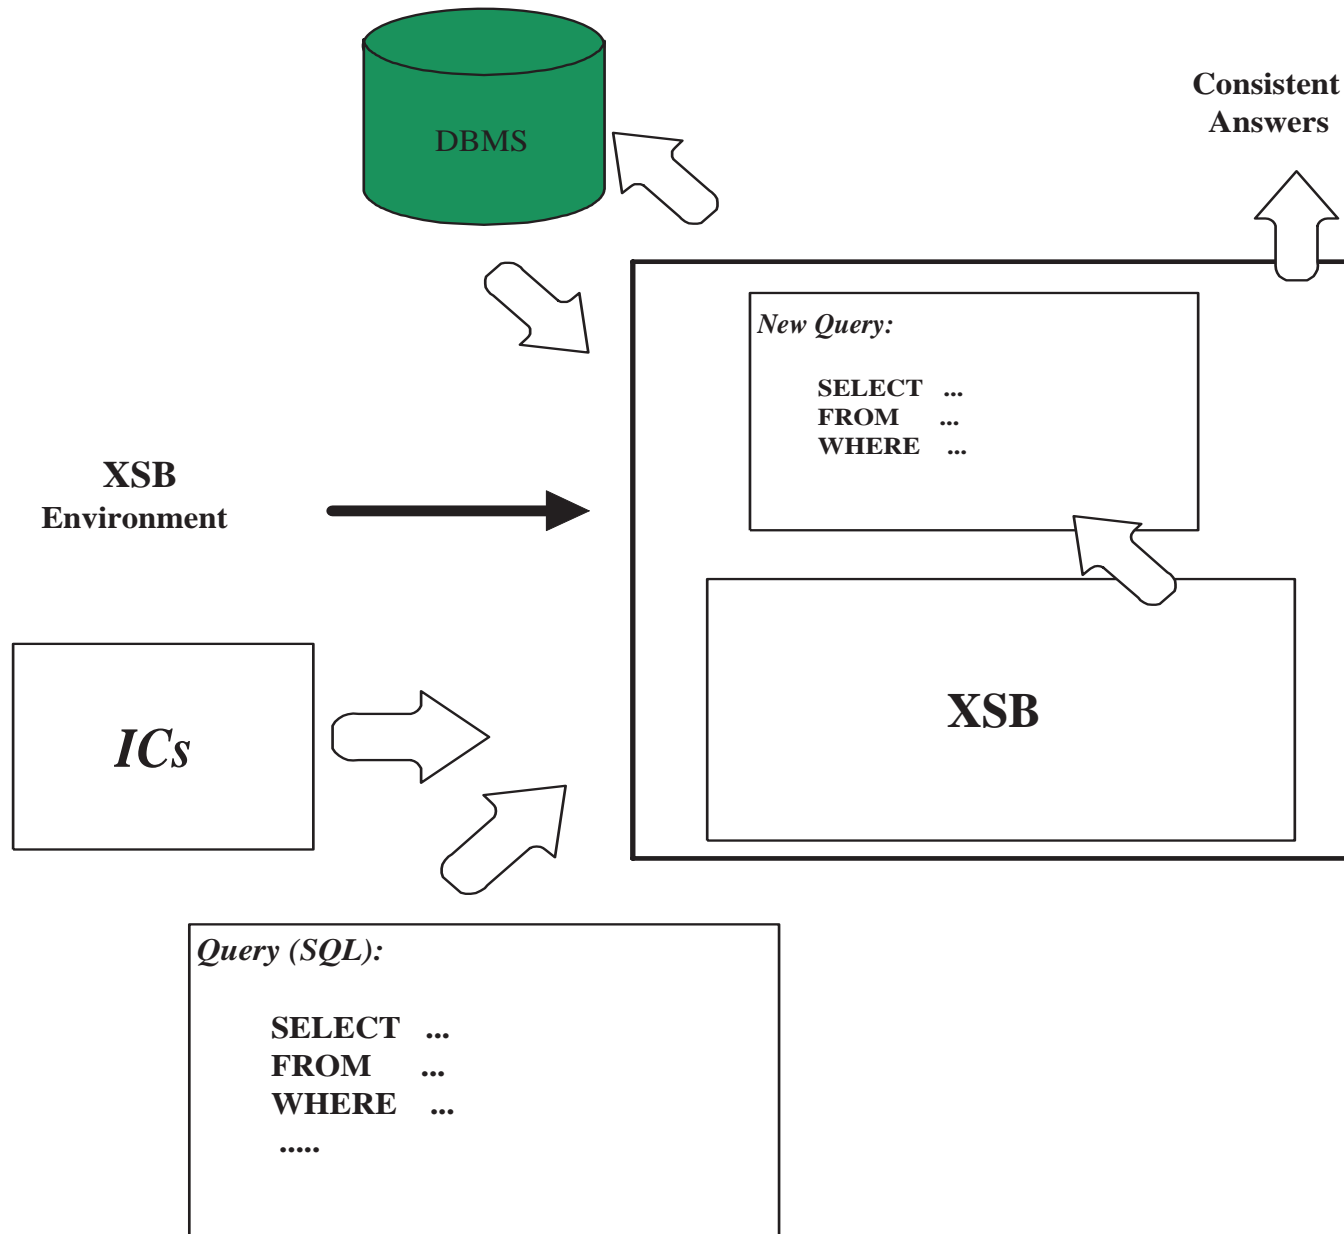 DBMS
Consistent
Answers
New Query:
SELECT ...
FROM ...
WHERE ...
XSB
Environment
ICs
XSB
Query (SQL):
SELECT ...
FROM ...
WHERE ...
.....